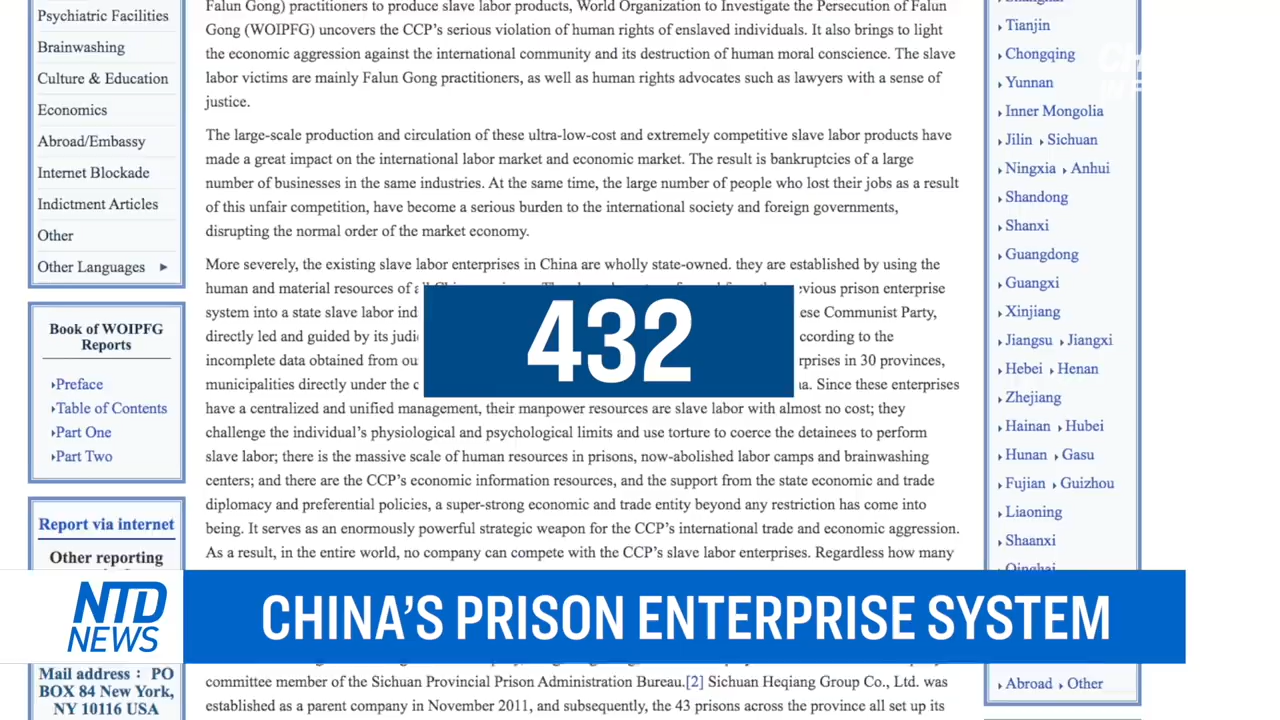 Psychiatric Facilities
Brainwashing
Culture & Education
Economics
Abroad/Embassy
Internet Blockade
Indictment Articles
Other
Other Languages
Book of WOIPFG
Reports
Preface
Table of Contents
Part One
Part Two
Report via internet
Other reporting
Mail address : PO
BOX 84 New York,
NY 10116 USA
Falun Gong) practitioners to produce slave labor products, World Organization to Investigate the Persecution of Falun
Gong (WOIPFG) uncovers the CCP's serious violation of human rights of enslaved individuals. It also brings to light
the economic aggression against the international community and its destruction of human moral conscience. The slave
labor victims are mainly Falun Gong practitioners, as well as human rights advocates such as lawyers with a sense of
justice.
The large-scale production and circulation of these ultra-low-cost and extremely competitive slave labor products have
made a great impact on the international labor market and economic market. The result is bankruptcies of a large
number of businesses in the same industries. At the same time, the large number of people who lost their jobs as a result
of this unfair competition, have become a serious burden to the international society and foreign governments,
disrupting the normal order of the market economy.
More severely, the existing slave labor enterprises in China are wholly state-owned. they are established by using the
human and material resources of
system into a state slave labor
directly led and guided by its
incomplete data obtained from
municipalities directly under the
432
prison enterprise
Communist Party,
to the
in 30 provinces,
Since these enterprises
have a centralized and unified management, their manpower resources are slave labor with almost no cost; they
challenge the individual's physiological and psychological limits and use torture to coerce the detainees to perform
slave labor; there is the massive scale of human resources in prisons, now-abolished labor camps and brainwashing
centers; and there are the CCP's economic information resources, and the support from the state economic and trade
diplomacy and preferential policies, a super-strong economic and trade entity beyond any restriction has come into
being. It serves as an enormously powerful strategic weapon for the CCP's international trade and economic aggression.
As a result, in the entire world, no company can compete with the CCP's slave labor enterprises. Regardless how many
NTD
NEWS
CHINA'S PRISON ENTERPRISE SYSTEM
committee member of the Sichuan Provincial Prison Administration Bureau.[2] Sichuan Heqiang Group Co., Ltd. was
established as a parent company in November 2011, and subsequently, the 43 prisons across the province all set up its
Tianjin
Chongqing
Yunnan
Inner Mongolia
Jilin Sichuan
Ningxia Anhui
Shandong
Shanxi
Guangdong
Guangxi
Xinjiang
Jiangsu Jiangxi
Hebei Henan
Zhejiang
Hainan Hubei
Hunan Gasu
Fujian Guizhou
Liaoning
Shaanxi
Qinghai
Abroad Other